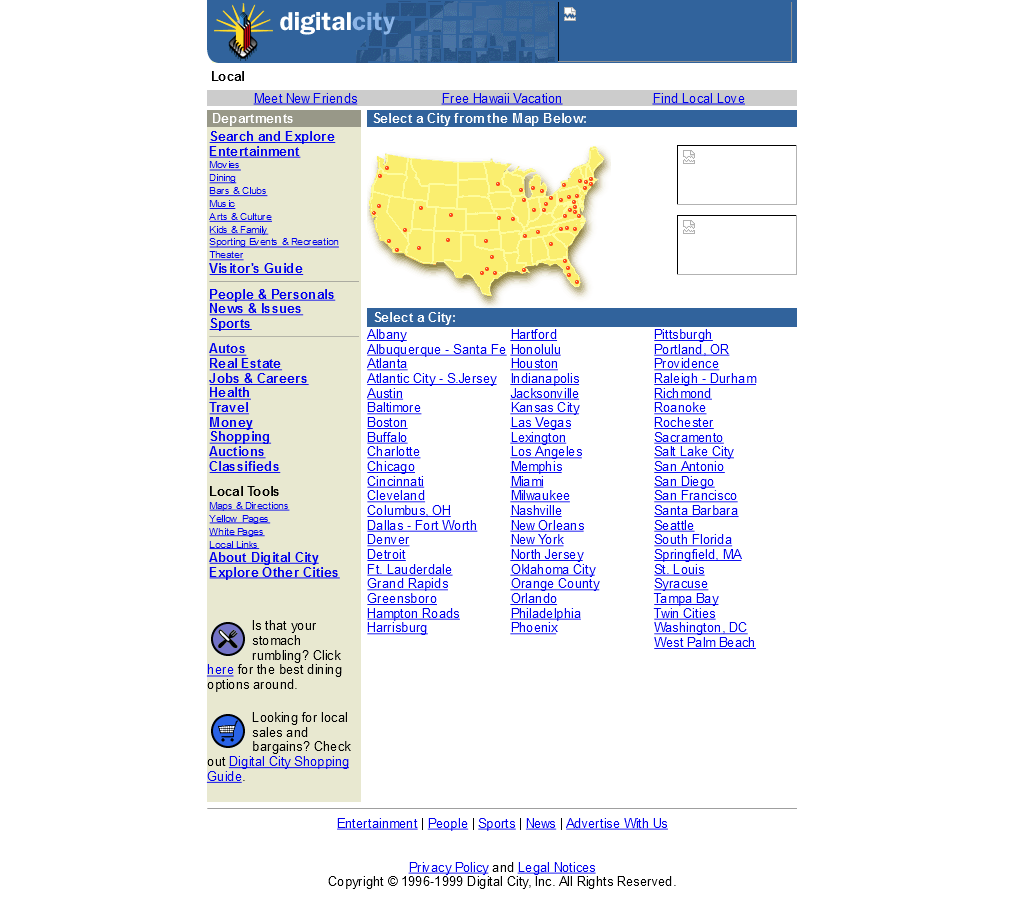 digitalcity
Local
Meet New Friends
Free Hawaii Vacation
Find Local Love
Departments
Search and Explore
Entertainment
Movies
Dining
Bars & Clubs
Music
Arts & Culture
Kids & Family
Sporting Events & Recreation
Theater
Visitor's Guide
People & Personals
News & Issues
Sports
Autos
Real Estate
Jobs & Careers
Health
Travel
Money
Shopping
Auctions
Classifieds
Local Tools
Maps & Directions
Yellow Pages
White Pages
Local Links
About Digital City
Explore Other Cities
Is that your
stomach
rumbling? Click
here for the best dining
options around.
Looking for local
sales and
bargains? Check
out Digital City Shopping
Guide.
Select a City from the Map Below:
Select a City:
Albany
Albuquerque - Santa Fe
Atlanta
Atlantic City - S.Jersey
Austin
Baltimore
Boston
Buffalo
Charlotte
Chicago
Cincinnati
Cleveland
Columbus, OH
Dallas - Fort Worth
Denver
Detroit
Ft. Lauderdale
Grand Rapids
Greensboro
Hampton Roads
Harrisburg
Hartford
Honolulu
Houston
Indianapolis
Jacksonville
Kansas City
Las Vegas
Lexington
Los Angeles
Memphis
Miami
Milwaukee
Nashville
New Orleans
New York
North Jersey
Oklahoma City
Orange County
Orlando
Philadelphia
Phoenix
Pittsburgh
Portland, OR
Providence
Raleigh - Durham
Richmond
Roanoke
Rochester
Sacramento
Salt Lake City
San Antonio
San Diego
San Francisco
Santa Barbara
Seattle
South Florida
Springfield, MA
St. Louis
Syracuse
Tampa Bay
Twin Cities
Washington, DC
West Palm Beach
Entertainment | People | Sports | News | Advertise With Us
Privacy Policy and Legal Notices
Copyright © 1996-1999 Digital City, Inc. All Rights Reserved.